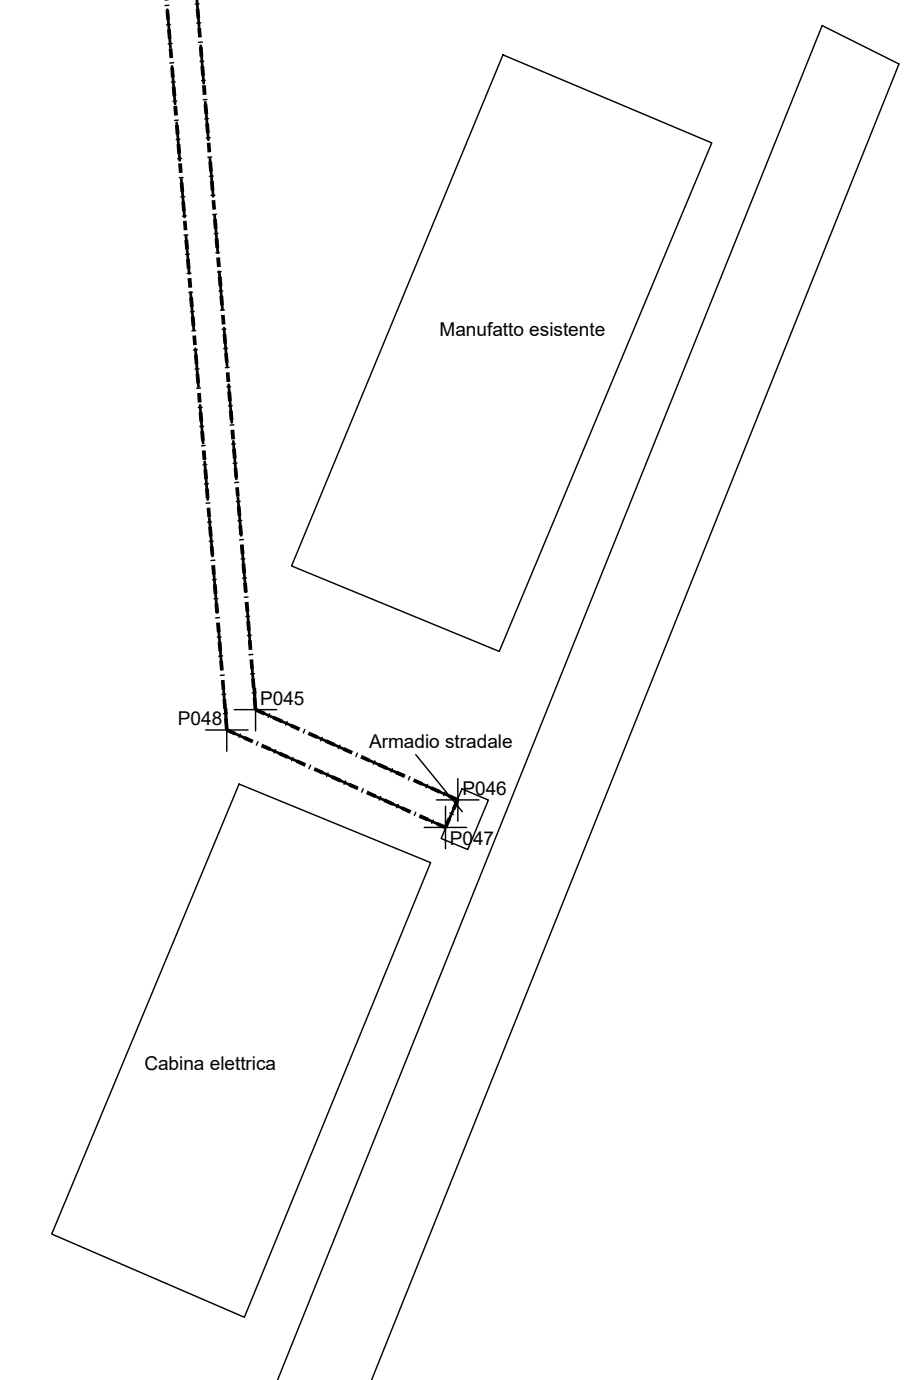 Manufatto esistente
P045
P048
Armadio stradale
P046
P047
Cabina elettrica